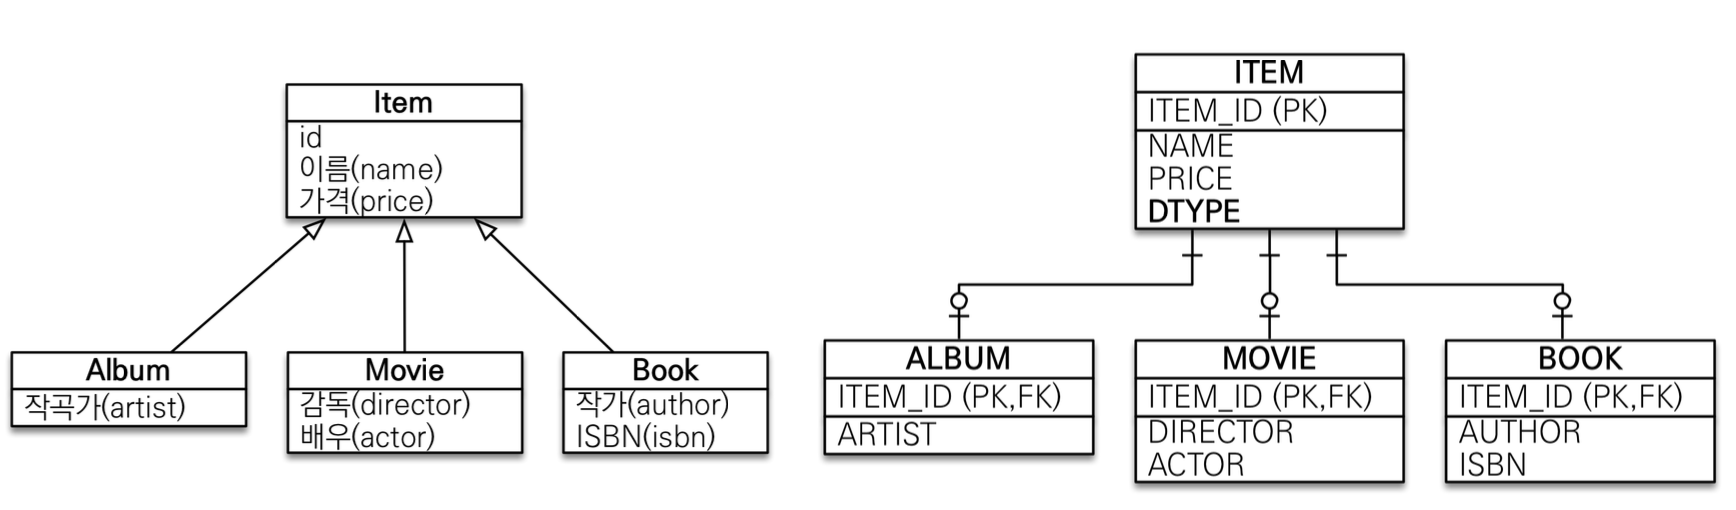 Item
id
이름(name)
가격(price)
Album
작곡가(artist)
Movie
감독(director)
배우(actor)
Book
작가(author)
ISBN(isbn)
ITEM
ITEM_ID (PK)
NAME
PRICE
DTYPE
ALBUM
ITEM_ID (PK,FK)
ARTIST
MOVIE
ITEM_ID (PK,FK)
DIRECTOR
ACTOR
BOOK
ITEM_ID (PK,FK)
AUTHOR
ISBN